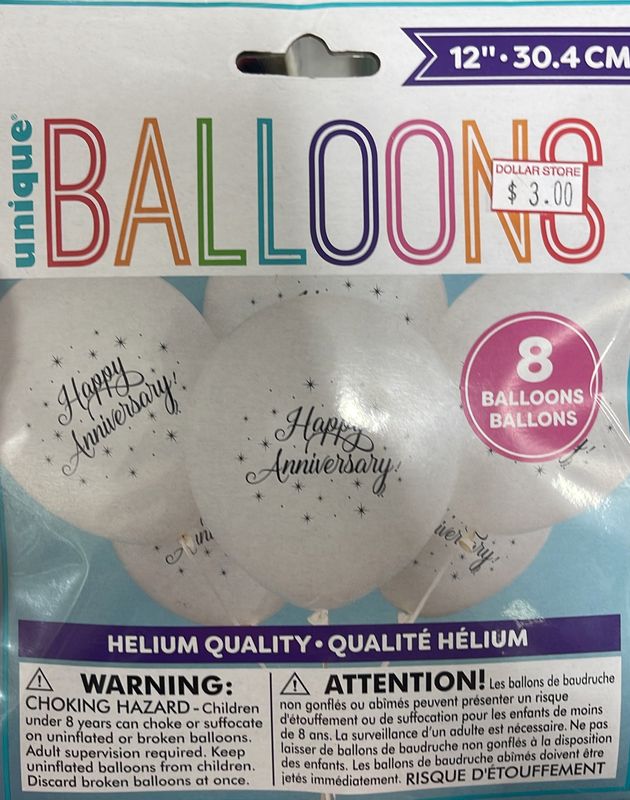 12"•30.4 CM
unique®
BALLOONS
DOLLAR STORE
$ 3.00
Happy
Anniversary!
Happy
Anniversary!
8
BALLOONS
BALLONS
HELIUM QUALITY • QUALITÉ HÉLIUM
WARNING:
CHOKING HAZARD - Children
under 8 years can choke or suffocate
on uninflated or broken balloons.
Adult supervision required. Keep
uninflated balloons from children.
Discard broken balloons at once.
ATTENTION! Les ballons de baudruche
non gonflés ou abîmés peuvent présenter un risque
d'étouffement ou de suffocation pour les enfants de moins
de 8 ans. La surveillance d'un adulte est nécessaire. Ne pas
laisser de ballons de baudruche non gonflés à la disposition
des enfants. Les ballons de baudruche abîmés doivent être
jetés immédiatement. RISQUE D'ÉTOUFFEMENT